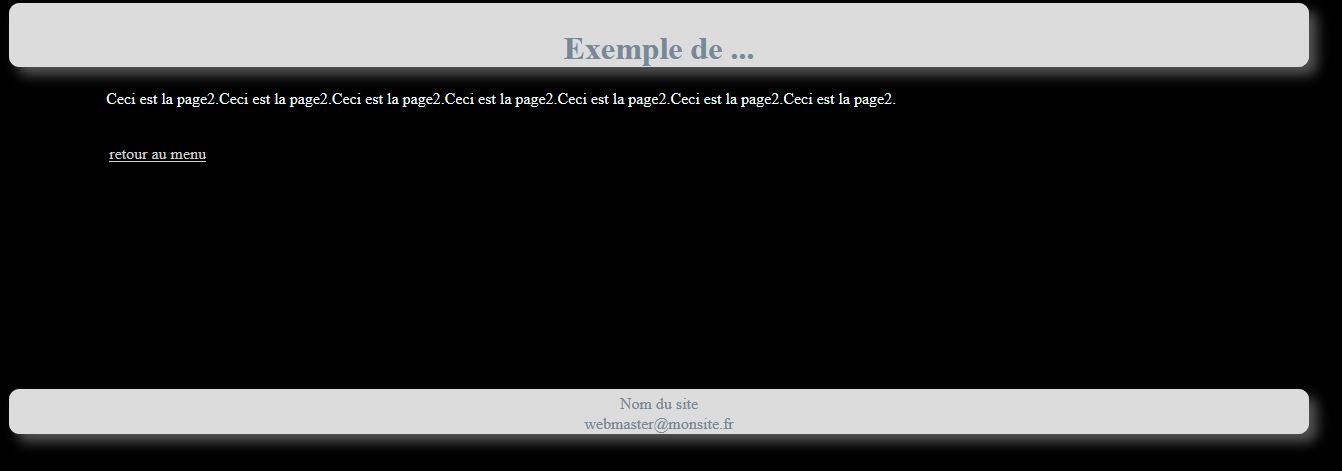 Exemple de ...
Ceci est la page2.Ceci est la page2.Ceci est la page2.Ceci est la page2.Ceci est la page2.Ceci est la page2.Ceci est la page2.
retour au menu
Nom du site
webmaster@monsite.fr